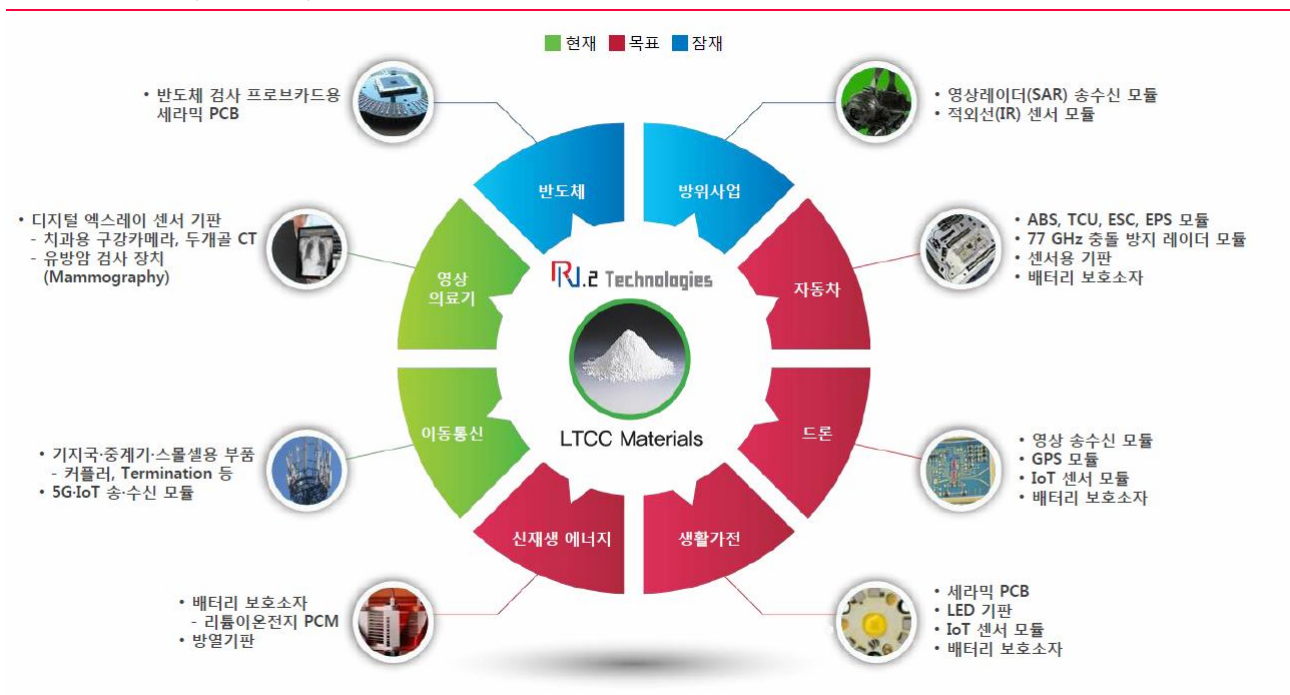 현재 목표 잠재
• 반도체 검사 프로브카드용
세라믹 PCB
반도체
방위사업
• 영상레이더(SAR) 송수신 모듈
• 적외선(IR) 센서 모듈
• 디지털 엑스레이 센서 기판
- 치과용 구강카메라, 두개골 CT
- 유방암 검사 장치
(Mammography)
영상
의료기
RN.2 Technologies
자동차
• ABS, TCU, ESC, EPS 모듈
• 77 GHz 충돌 방지 레이더 모듈
• 센서용 기판
• 배터리 보호소자
LTCC Materials
• 기지국·중계기·스몰셀용 부품
- 커플러, Termination 등
• 5G·IoT 송·수신 모듈
이동통신
드론
• 영상 송수신 모듈
• GPS 모듈
• IoT 센서 모듈
• 배터리 보호소자
• 배터리 보호소자
- 리튬이온전지 PCM
• 방열기판
신재생 에너지
생활가전
• 세라믹 PCB
• LED 기판
• IoT 센서 모듈
• 배터리 보호소자